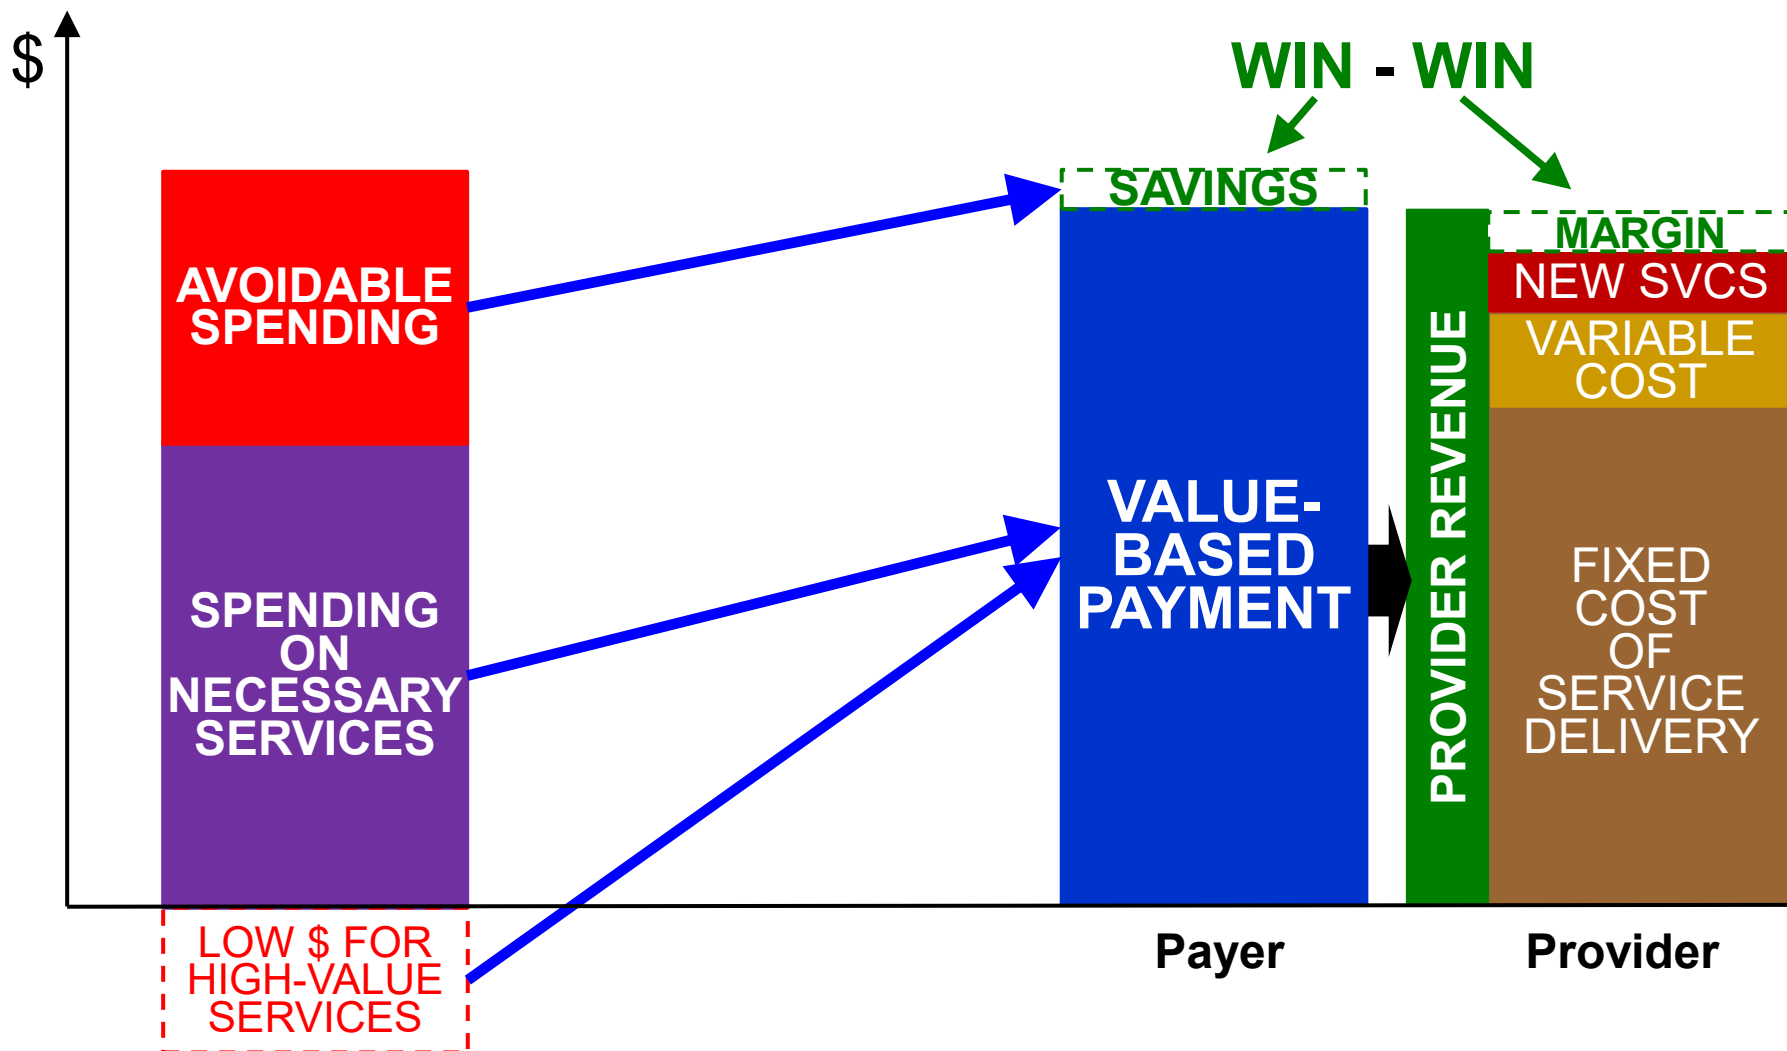 $
WIN - WIN
AVOIDABLE
SPENDING
SPENDING
ON
NECESSARY
SERVICES
LOW $ FOR
HIGH-VALUE
SERVICES
SAVINGS
VALUE-
BASED
PAYMENT
Payer
PROVIDER REVENUE
MARGIN
NEW SVCS
VARIABLE
COST
FIXED
COST
OF
SERVICE
DELIVERY
Provider